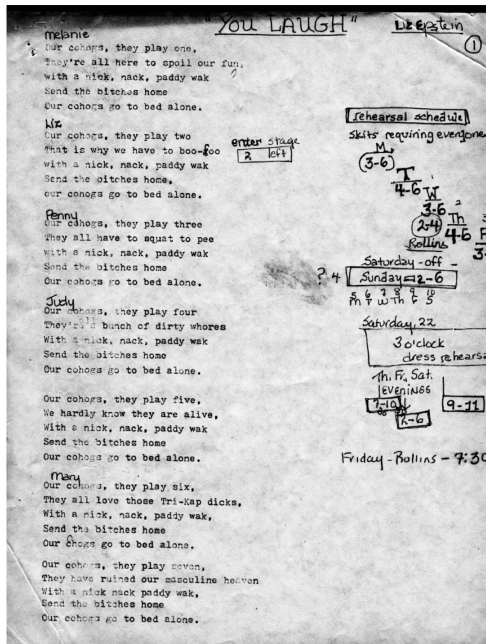 "YOU LAUGH"
Liz Epstein
1
melanie
Our cohogs, they play one,
They're all here to spoil our fun,
with a nick, nack, paddy wak
Send the bitches home
Our cohogs go to bed alone.
Liz
Our cohogs, they play two
That is why we have to boo-foo
with a nick, nack, paddy wak
Send the bitches home,
our cohogs go to bed alone.
enter stage
2 left
Penny
Our cohogs, they play three
They all have to squat to pee
with a nick, nack, paddy wak
Send the bitches home
Our cohogs go to bed alone.
Judy
Our cohogs, they play four
They're a bunch of dirty whores
With a nick, nack, paddy wak
Send the bitches home
Our cohogs go to bed alone.
Our cohogs, they play five,
We hardly know they are alive,
With a nick, nack, paddy wak
Send the bitches home
Our cohogs go to bed alone.
Mary
Our cohogs, they play six,
They all love those Tri-Kap dicks,
With a nick, nack, paddy wak,
Send the bitches home
Our chogs go to bed alone.
Our cohogs, they play seven,
They have ruined our masculine heaven
With a nick nack paddy wak,
Send the bitches home
Our cohogs go to bed alone.
rehearsal schedule
skits requiring everyone
M
(3-6)
T
4-6
W
3-6
2-4
Th
4-6
Rollins
Saturday-off -
? 4 Sunday = 2-6
5 6 7 8 9 10
M T W Th F S
Saturday, 22
3 o'clock
dress rehears
Th. Fr. Sat.
EVENINGS
7-10
9-11
2-6
Friday-Rollins - 7:30